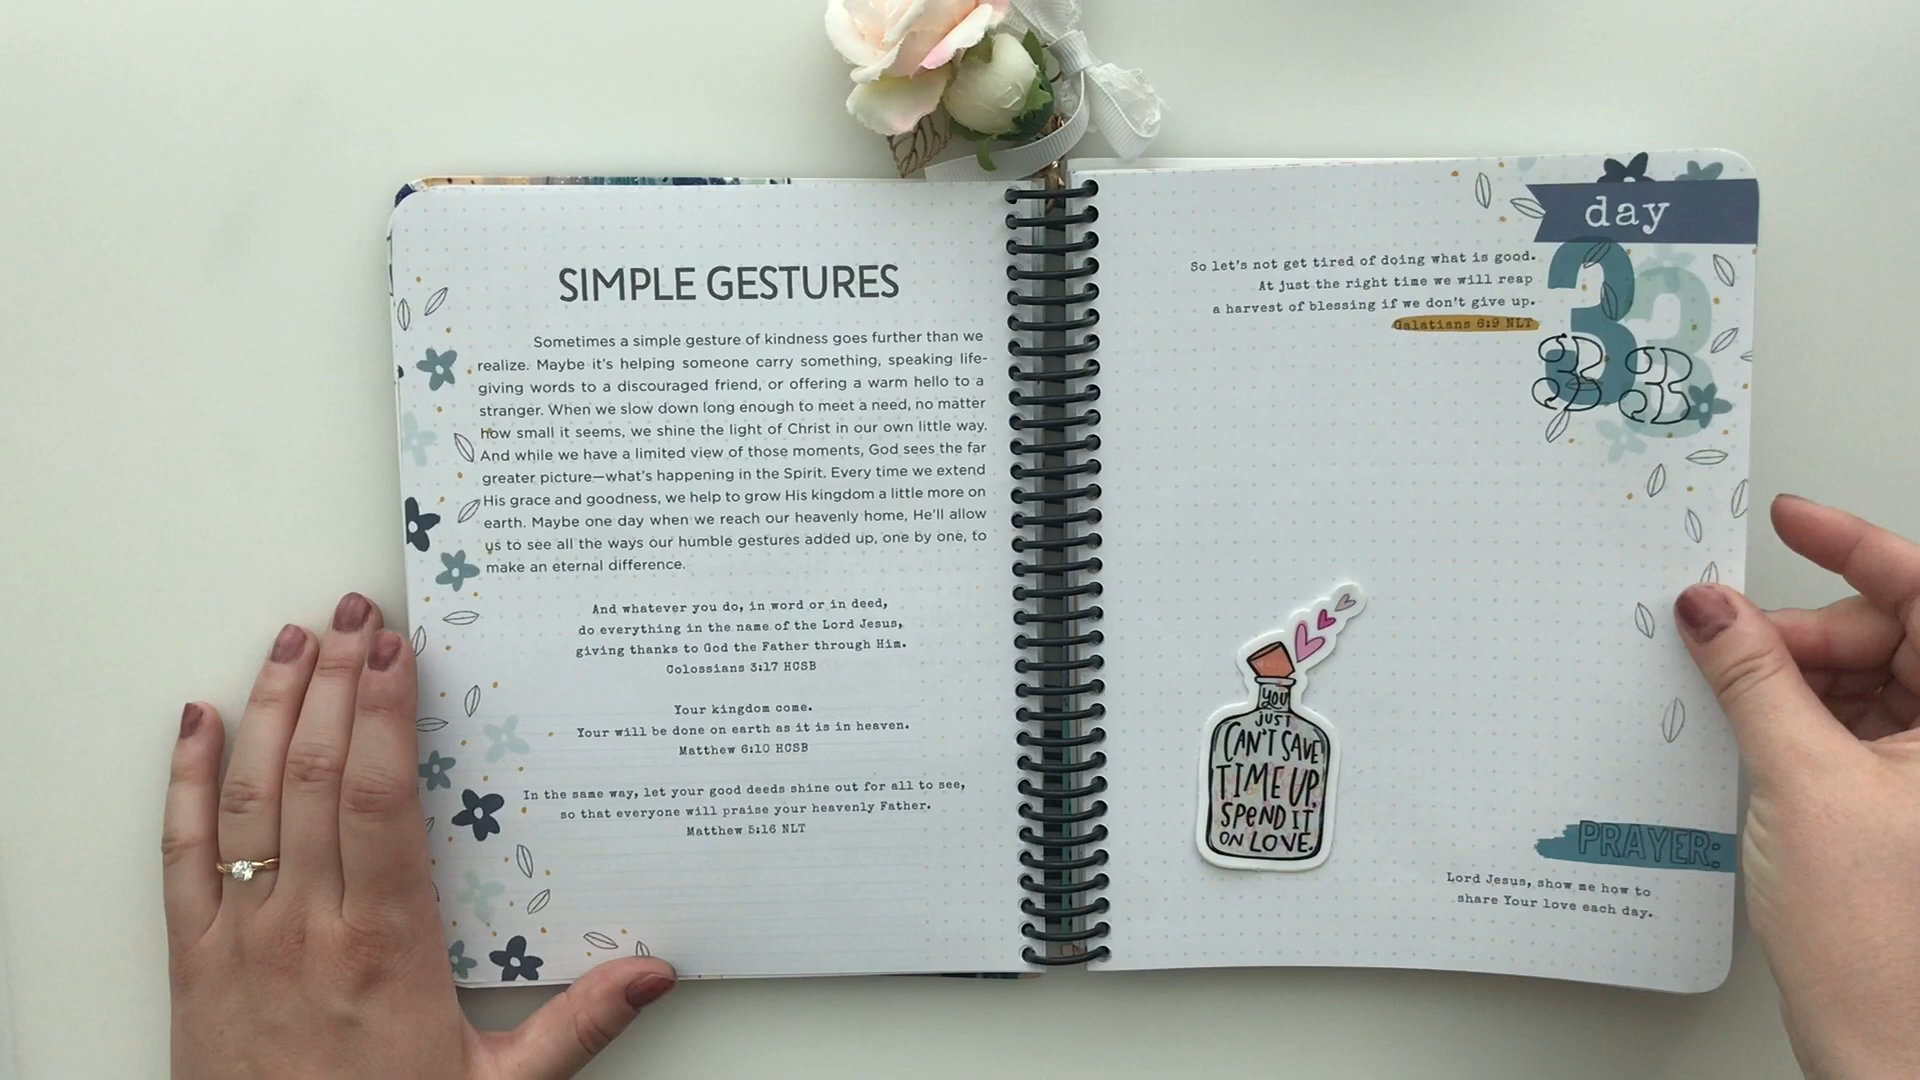 SIMPLE GESTURES
Sometimes a simple gesture of kindness goes further than we
realize. Maybe it's helping someone carry something, speaking life-
giving words to a discouraged friend, or offering a warm hello to a
stranger. When we slow down long enough to meet a need, no matter
how small it seems, we shine the light of Christ in our own little way.
And while we have a limited view of those moments, God sees the far
greater picture—what's happening in the Spirit. Every time we extend
His grace and goodness, we help to grow His kingdom a little more on
earth. Maybe one day when we reach our heavenly home, He'll allow
us to see all the ways our humble gestures added up, one by one, to
make an eternal difference.
And whatever you do, in word or in deed,
do everything in the name of the Lord Jesus,
giving thanks to God the Father through Him.
Colossians 3:17 HCSB
Your kingdom come.
Your will be done on earth as it is in heaven.
Matthew 6:10 HCSB
In the same way, let your good deeds shine out for all to see,
so that everyone will praise your heavenly Father.
Matthew 5:16 NLT
day
33
33
So let's not get tired of doing what is good.
At just the right time we will reap
a harvest of blessing if we don't give up.
Galatians 6:9 NLT
YOU
JUST
CAN'T SAVE
TIME UP,
SPEND IT
ON LOVE.
PRAYER:
Lord Jesus, show me how to
share Your love each day.